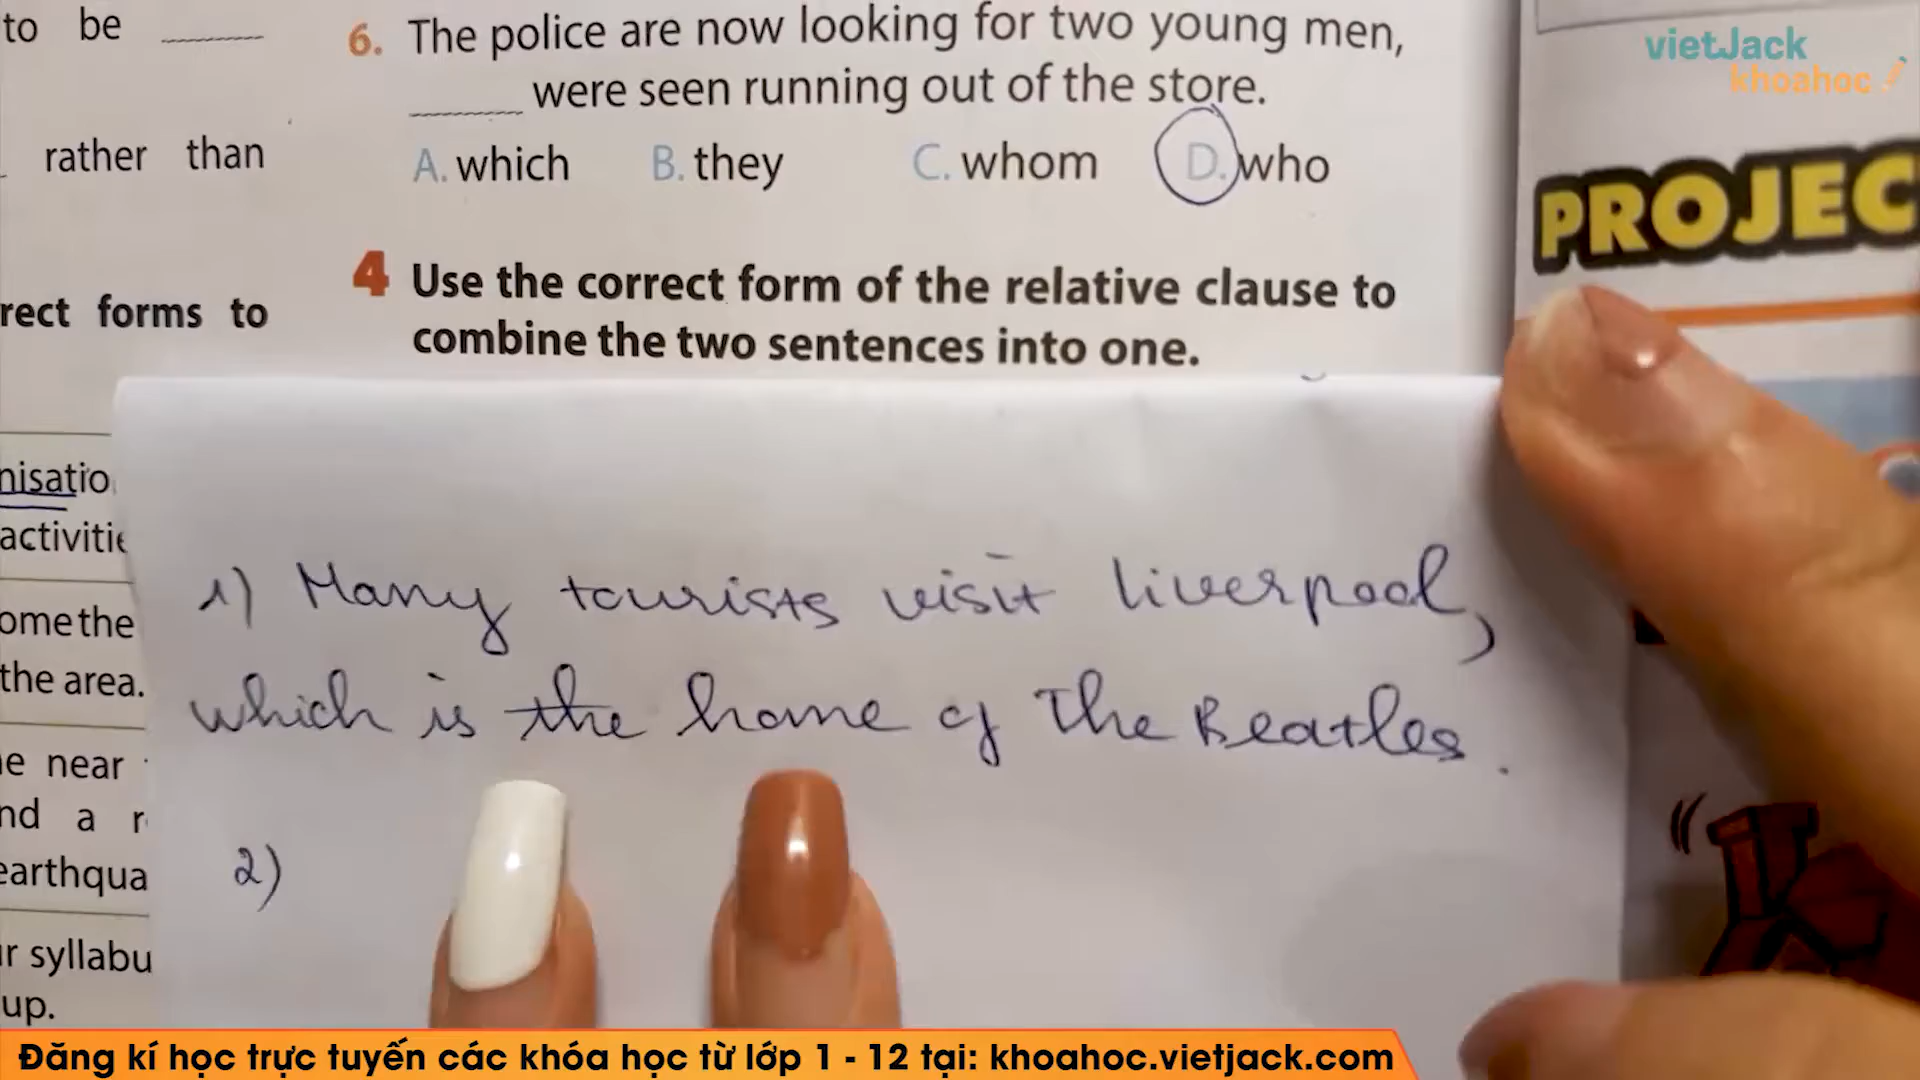 to be ______
rather than
rect forms to
nisatio
activitie
ome the
the area.
e near
nd a r
earthqua
r syllabu
up.
6. The police are now looking for two young men,
______ were seen running out of the store.
A. which B. they C. whom D. who
4 Use the correct form of the relative clause to
combine the two sentences into one.
1) Many tourists visit Liverpool,
which is the home of The Beatles.
2)
vietJack
khoahoc
PROJEC
Đăng kí học trực tuyến các khóa học từ lớp 1 - 12 tại: khoahoc.vietjack.com